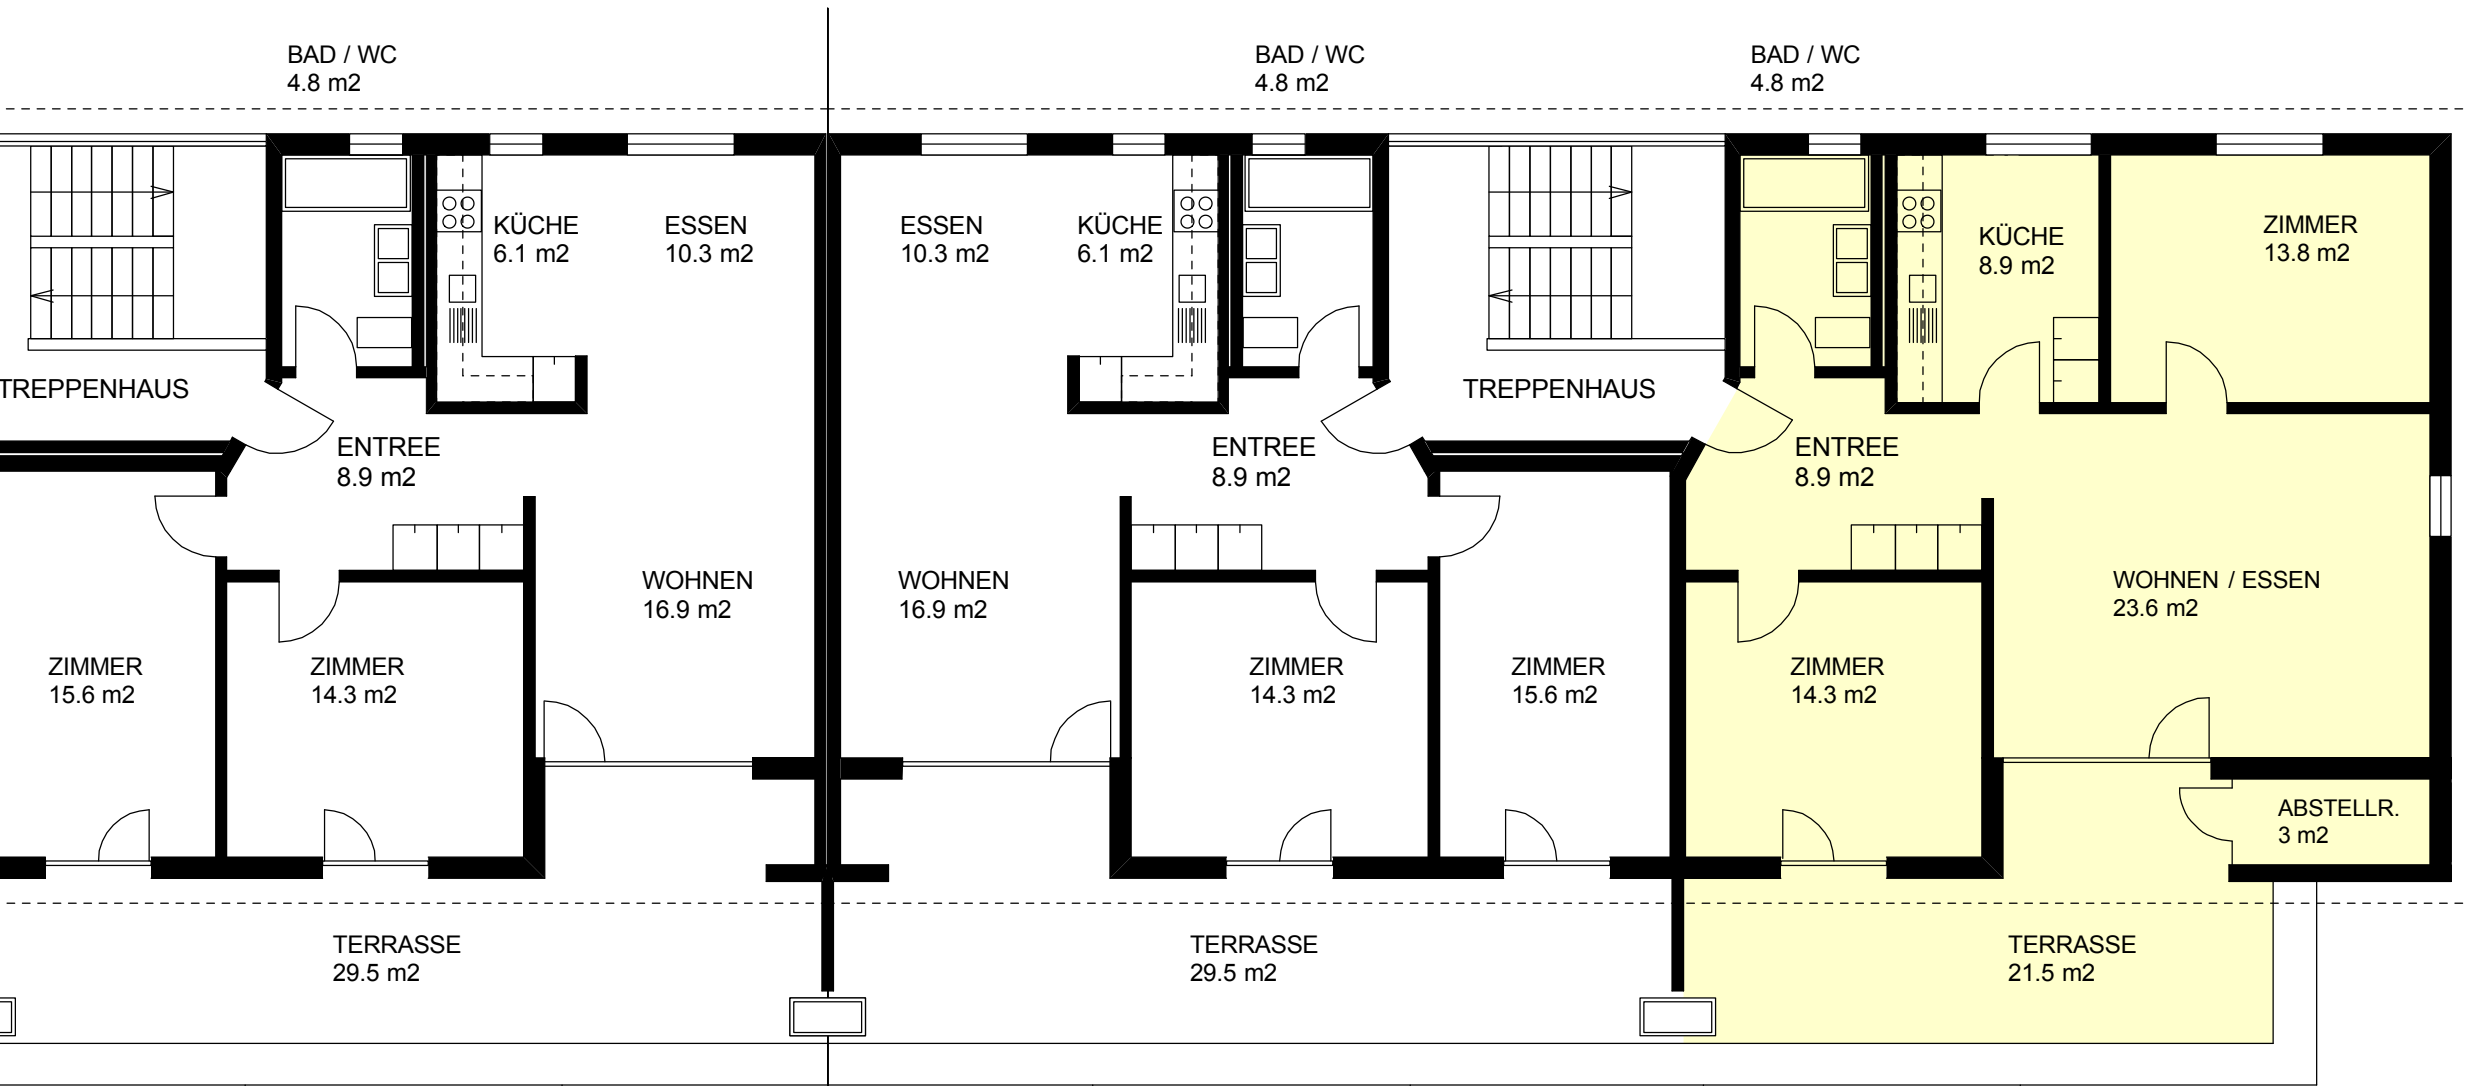 BAD / WC
4.8 m2
BAD / WC
4.8 m2
BAD / WC
4.8 m2
KÜCHE
6.1 m2
ESSEN
10.3 m2
ESSEN
10.3 m2
KÜCHE
6.1 m2
KÜCHE
8.9 m2
ZIMMER
13.8 m2
TREPPENHAUS
TREPPENHAUS
ENTREE
8.9 m2
ENTREE
8.9 m2
ENTREE
8.9 m2
WOHNEN
16.9 m2
WOHNEN
16.9 m2
WOHNEN / ESSEN
23.6 m2
ZIMMER
15.6 m2
ZIMMER
14.3 m2
ZIMMER
14.3 m2
ZIMMER
15.6 m2
ZIMMER
14.3 m2
ABSTELLR.
3 m2
TERRASSE
29.5 m2
TERRASSE
29.5 m2
TERRASSE
21.5 m2